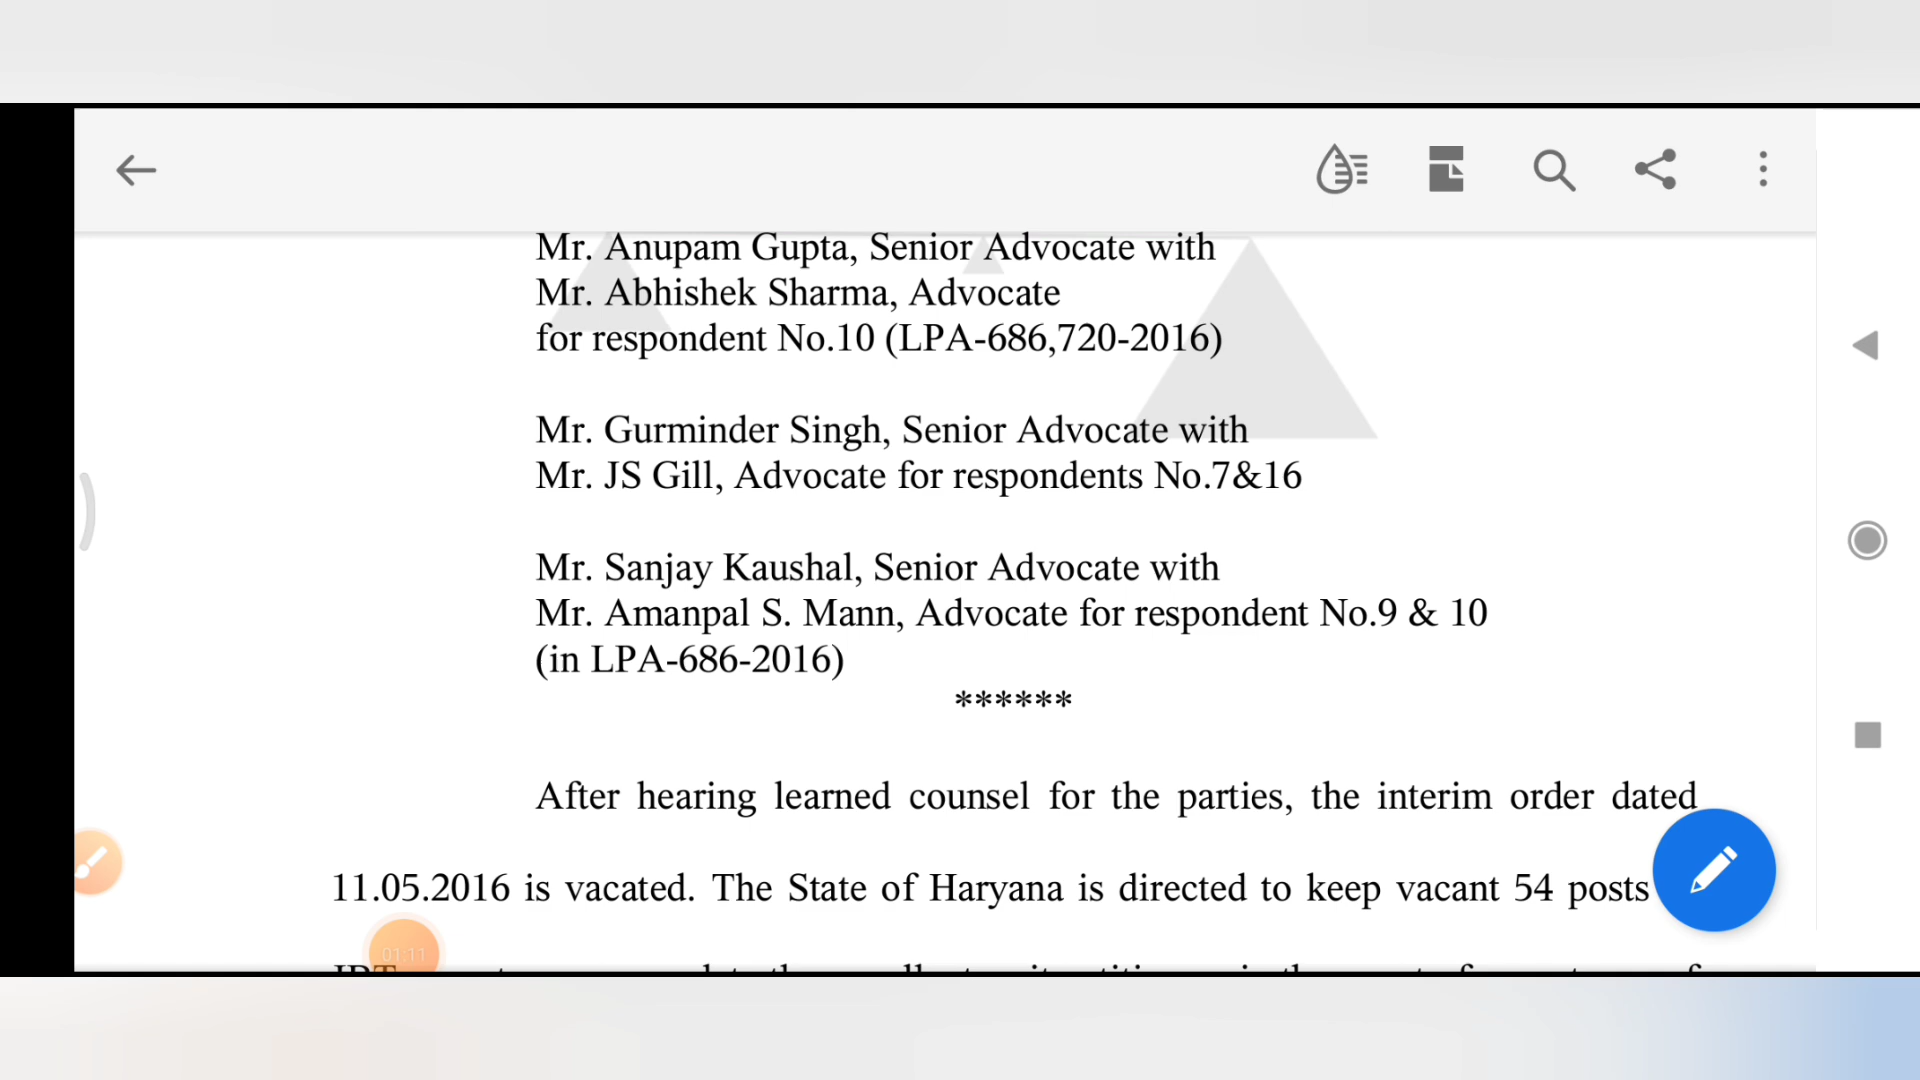 Mr. Anupam Gupta, Senior Advocate with
Mr. Abhishek Sharma, Advocate
for respondent No.10 (LPA-686,720-2016)
Mr. Gurminder Singh, Senior Advocate with
Mr. JS Gill, Advocate for respondents No.7&16
Mr. Sanjay Kaushal, Senior Advocate with
Mr. Amanpal S. Mann, Advocate for respondent No.9 & 10
(in LPA-686-2016)
******
After hearing learned counsel for the parties, the interim order dated
11.05.2016 is vacated. The State of Haryana is directed to keep vacant 54 posts
01:11